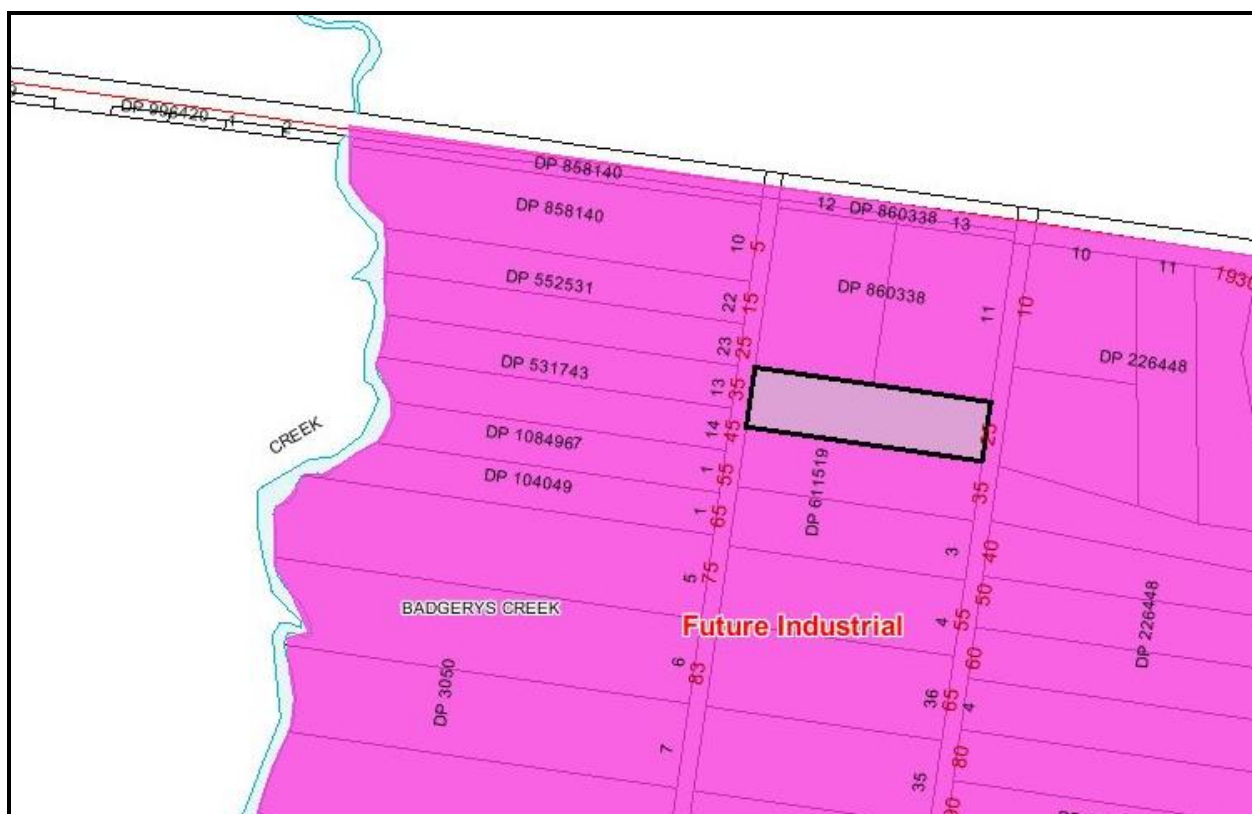 DP 996420
1
2
DP 858140
DP 858140
12
DP 860338
13
10
11
1930
10
5
DP 552531
22
15
DP 860338
11
10
DP 226448
23
25
DP 531743
13
35
14
45
25
CREEK
DP 1084967
1
55
DP 611519
35
DP 104049
1
65
3
40
5
75
50
BADGERYS CREEK
Future Industrial
4
55
DP 226448
6
83
60
DP 3050
36
65
4
7
80
35
90